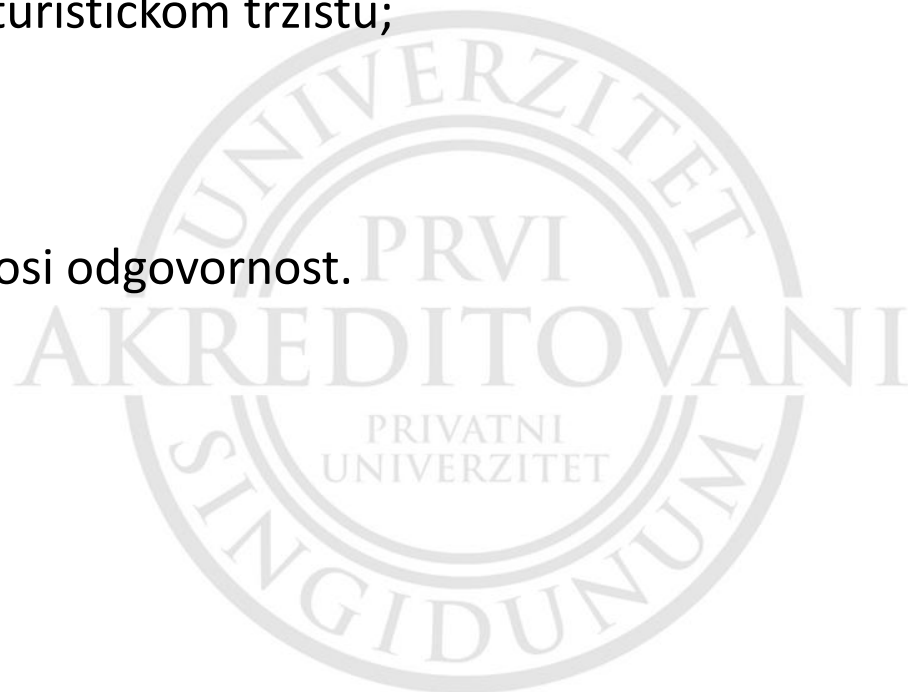 turističkom tržištu;
osi odgovornost.
UNIVERZITET
PRVI
AKREDITOVANI
PRIVATNI
UNIVERZITET
SINGIDUNUM